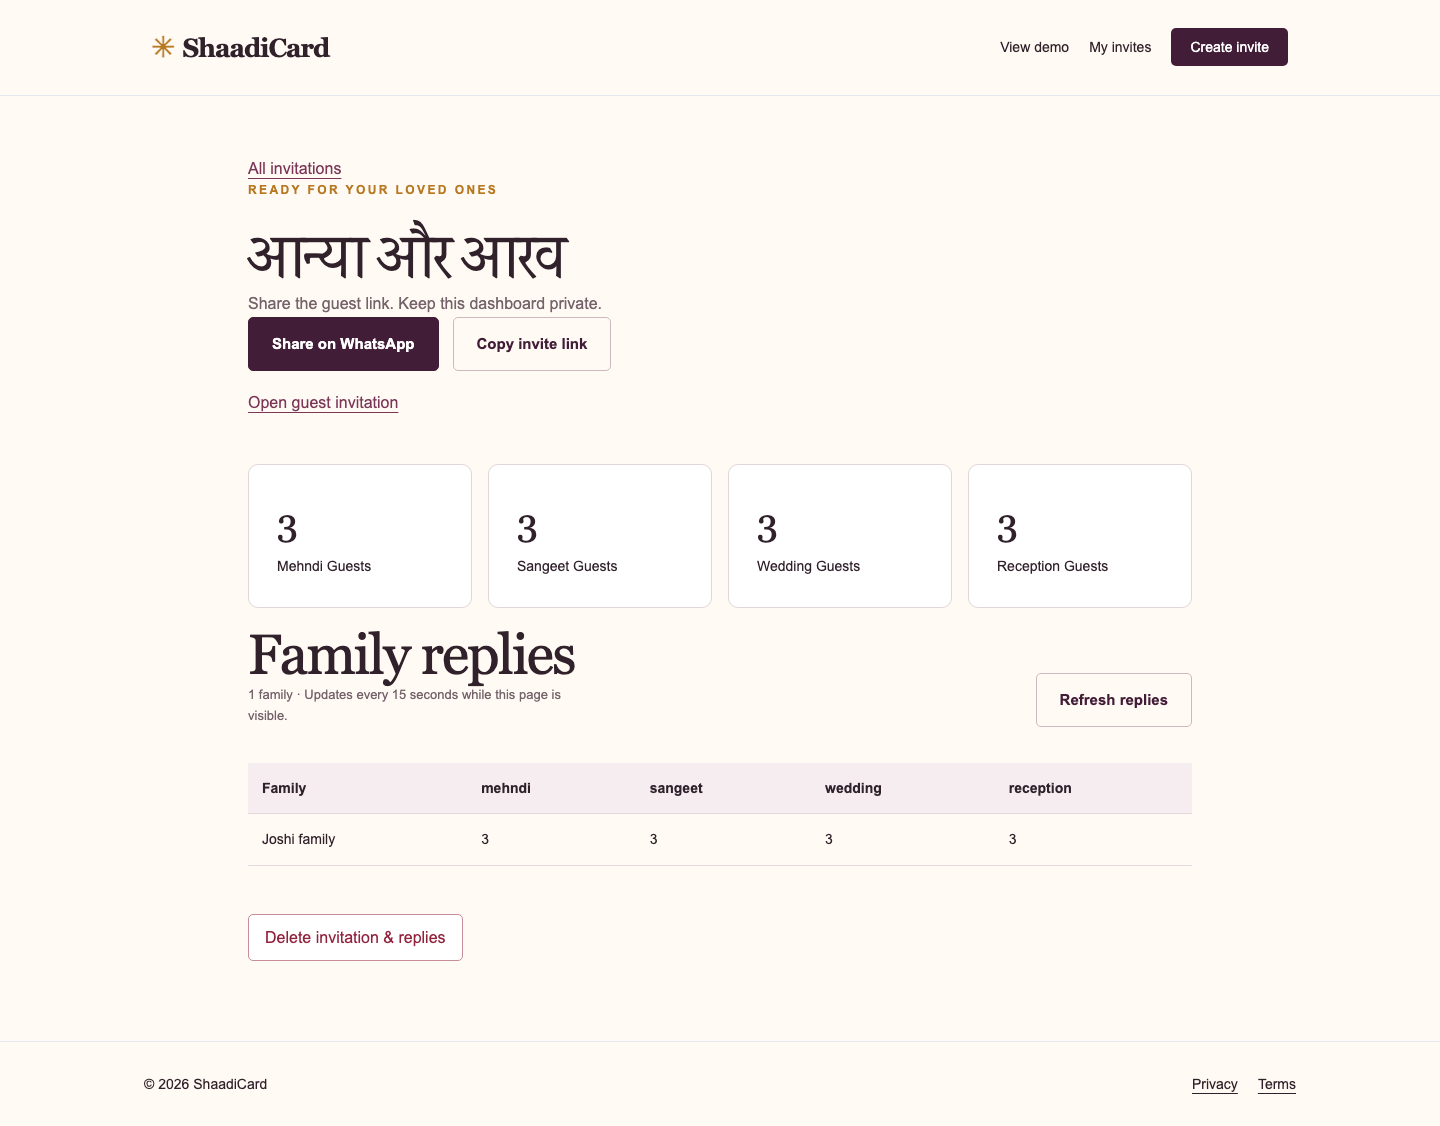 ShaadiCard
View demo My invites Create invite
All invitations
READY FOR YOUR LOVED ONES
आन्या और आरव
Share the guest link. Keep this dashboard private.
Share on WhatsApp Copy invite link
Open guest invitation
3 3 3 3
Mehndi Guests Sangeet Guests Wedding Guests Reception Guests
Family replies
1 family · Updates every 15 seconds while this page is
visible.
Refresh replies
Family mehndi sangeet wedding reception
Joshi family 3 3 3 3
Delete invitation & replies
© 2026 ShaadiCard Privacy Terms